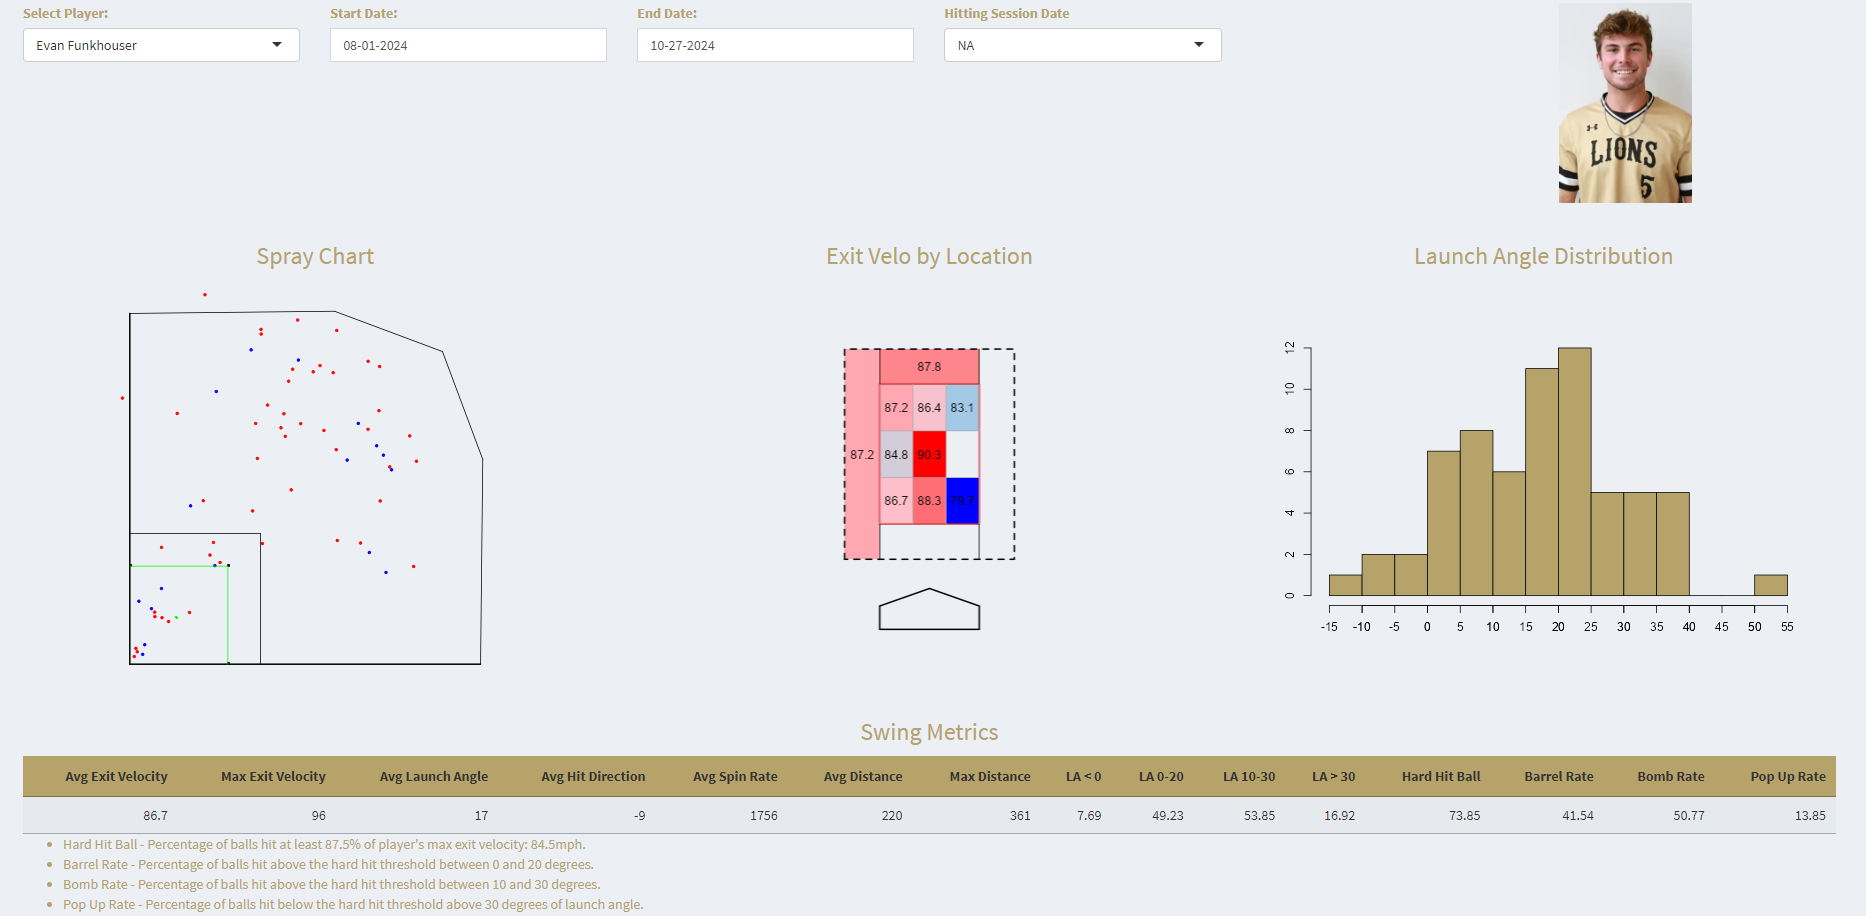 Select Player: Start Date: End Date: Hitting Session Date
Evan Funkhouser 08-01-2024 10-27-2024 NA
LIONS
5
Spray Chart Exit Velo by Location Launch Angle Distribution
87.8
87.2 86.4 83.1
87.2 84.8 90.3
86.7 88.3 79.7
12
10
8
6
4
2
0
-15 -10 -5 0 5 10 15 20 25 30 35 40 45 50 55
Swing Metrics
Avg Exit Velocity Max Exit Velocity Avg Launch Angle Avg Hit Direction Avg Spin Rate Avg Distance Max Distance LA < 0 LA 0-20 LA 10-30 LA > 30 Hard Hit Ball Barrel Rate Bomb Rate Pop Up Rate
86.7 96 17 -9 1756 220 361 7.69 49.23 53.85 16.92 73.85 41.54 50.77 13.85
• Hard Hit Ball - Percentage of balls hit at least 87.5% of player's max exit velocity: 84.5mph.
• Barrel Rate - Percentage of balls hit above the hard hit threshold between 0 and 20 degrees.
• Bomb Rate - Percentage of balls hit above the hard hit threshold between 10 and 30 degrees.
• Pop Up Rate - Percentage of balls hit below the hard hit threshold above 30 degrees of launch angle.